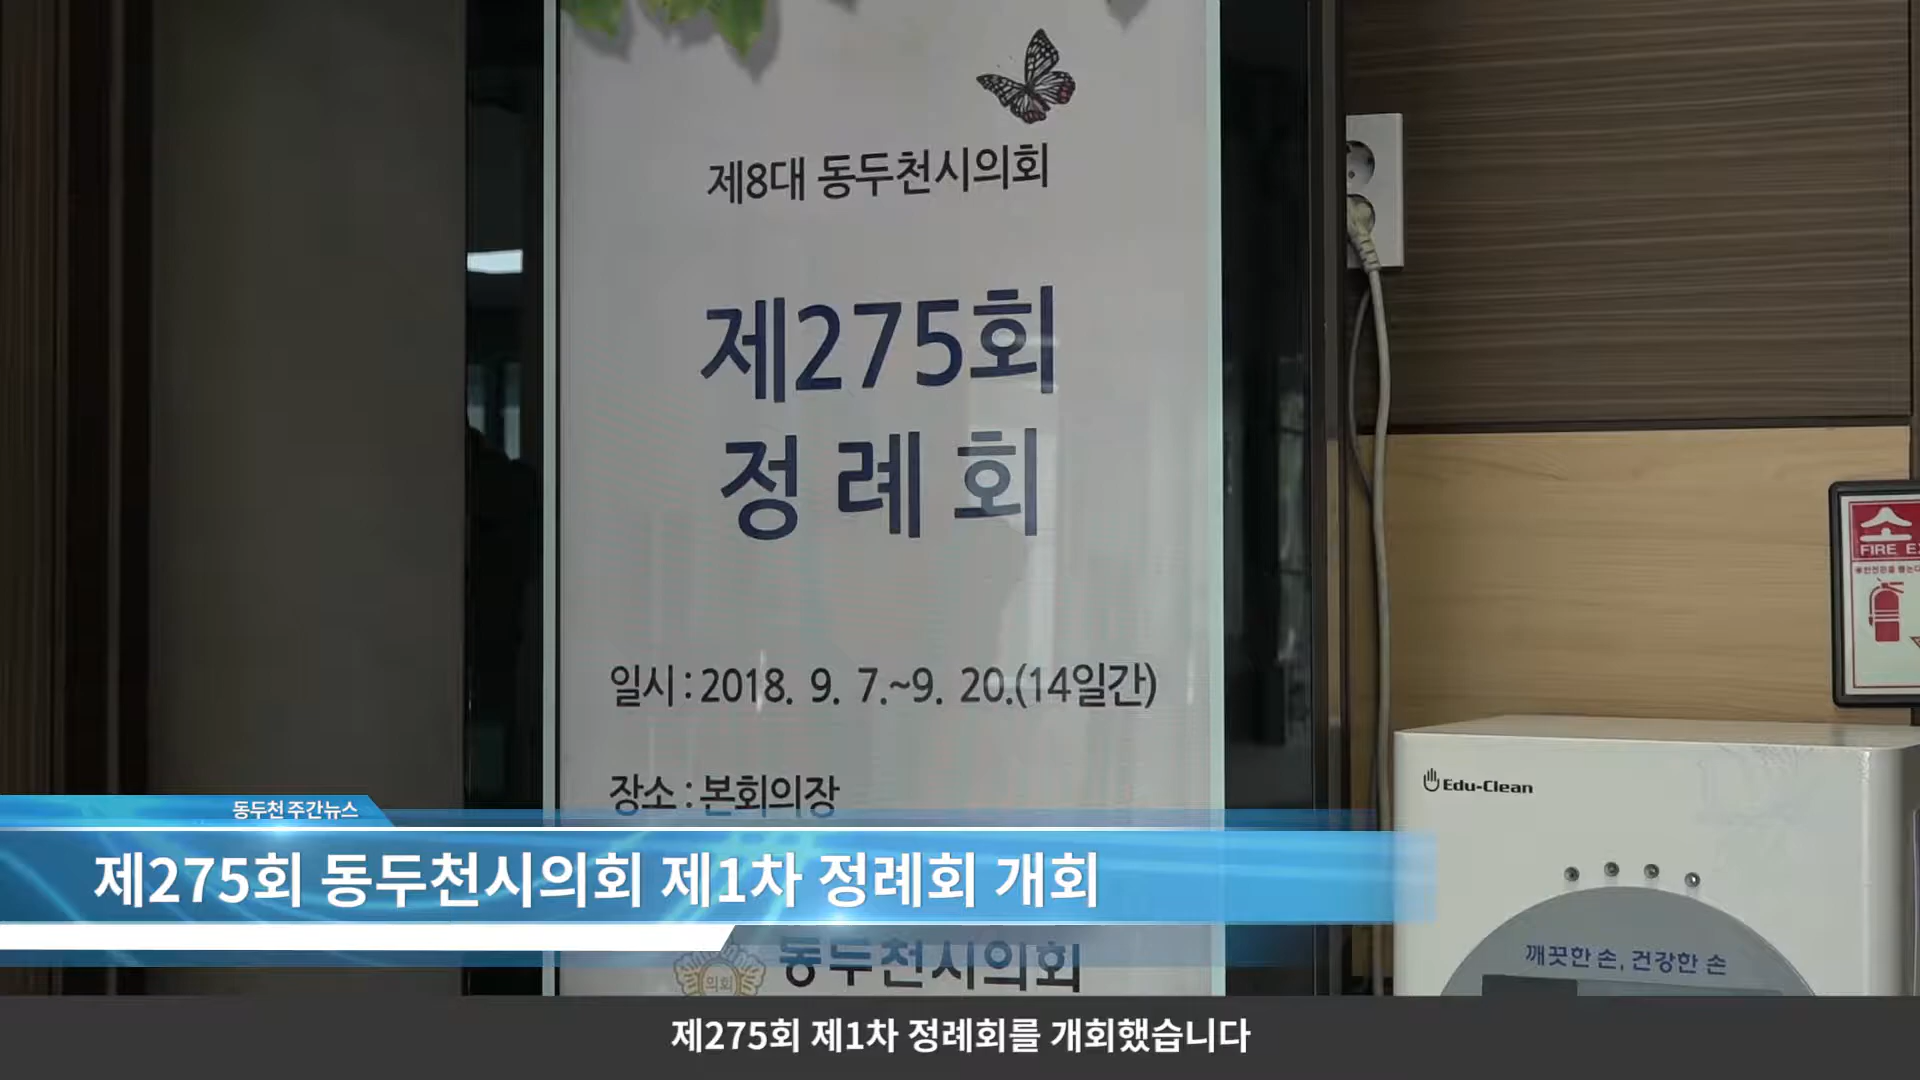 제8대 동두천시의회
제275회
정례회
일시 : 2018. 9. 7.~9. 20.(14일간)
장소 : 본회의장
동두천시의회
의회
소
FIRE E
Edu-Clean
깨끗한 손, 건강한 손
동두천 주간뉴스
제275회 동두천시의회 제1차 정례회 개회
제275회 제1차 정례회를 개회했습니다